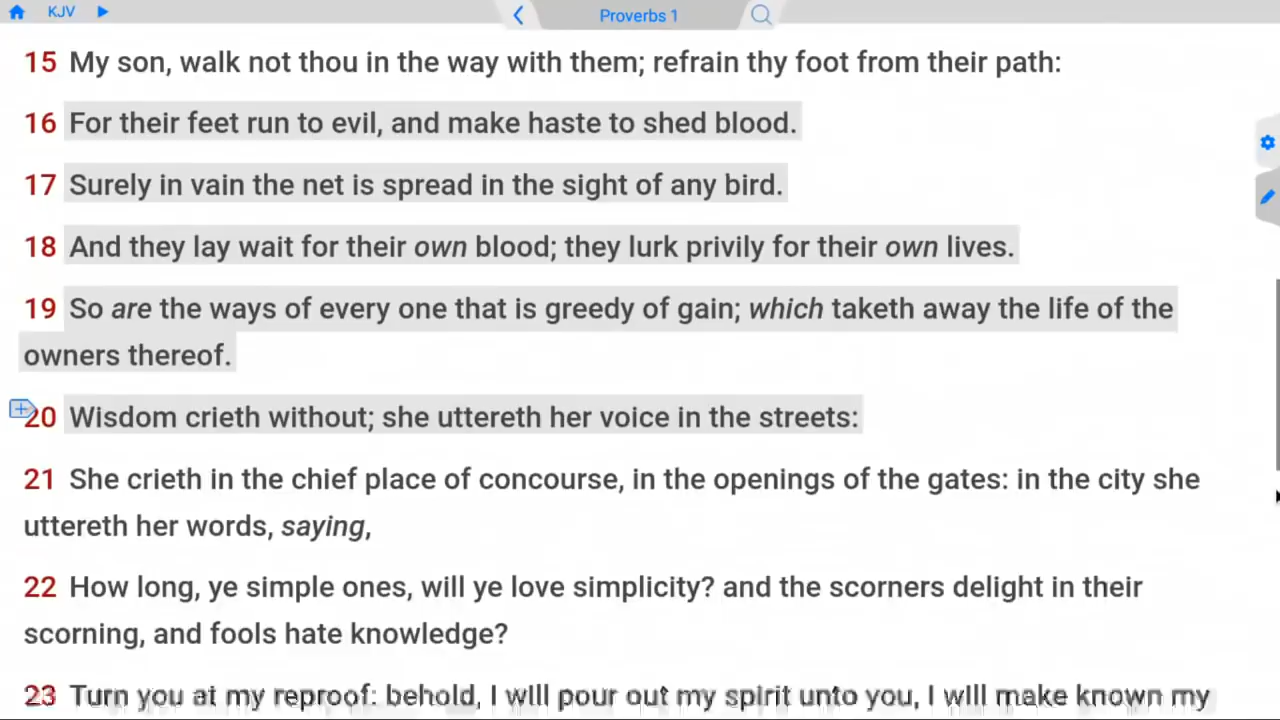 KJV
Proverbs 1
15 My son, walk not thou in the way with them; refrain thy foot from their path:
16 For their feet run to evil, and make haste to shed blood.
17 Surely in vain the net is spread in the sight of any bird.
18 And they lay wait for their own blood; they lurk privily for their own lives.
19 So are the ways of every one that is greedy of gain; which taketh away the life of the
owners thereof.
20 Wisdom crieth without; she uttereth her voice in the streets:
21 She crieth in the chief place of concourse, in the openings of the gates: in the city she
uttereth her words, saying,
22 How long, ye simple ones, will ye love simplicity? and the scorners delight in their
scorning, and fools hate knowledge?
23 Turn you at my reproof: behold, I will pour out my spirit unto you, I will make known my